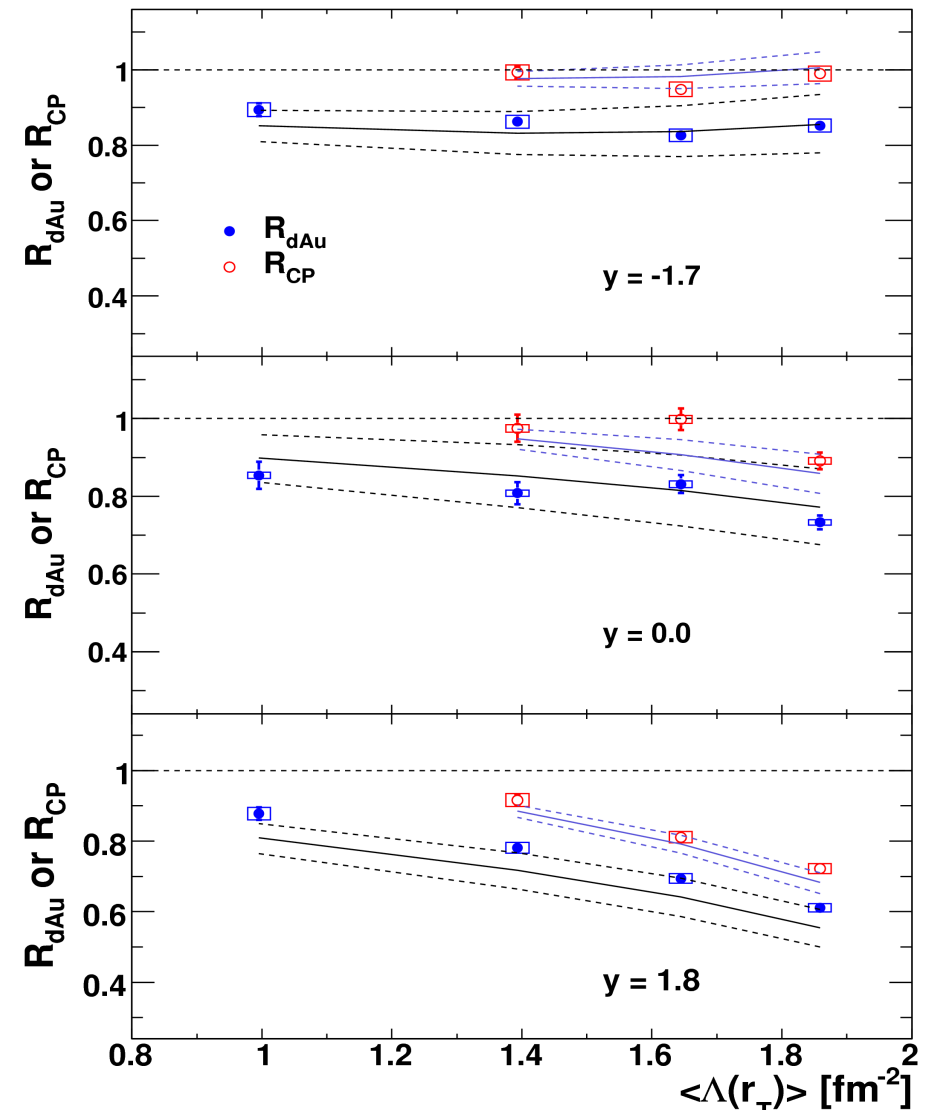 R_dAu or R_CP
1
0.8
0.6
0.4
R_dAu
R_CP
y = -1.7
R_dAu or R_CP
1
0.8
0.6
0.4
y = 0.0
R_dAu or R_CP
1
0.8
0.6
0.4
y = 1.8
0.8 1 1.2 1.4 1.6 1.8 2
<Λ(r_T)> [fm^-2]